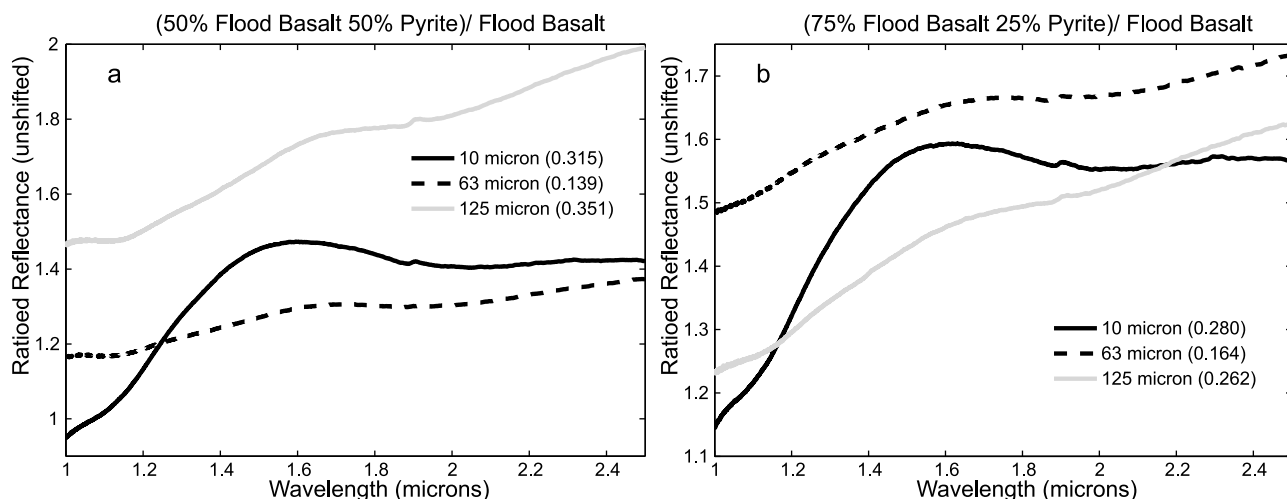 (50% Flood Basalt 50% Pyrite)/ Flood Basalt
a
Ratioed Reflectance (unshifted)
2
1.8
1.6
1.4
1.2
1
10 micron (0.315)
63 micron (0.139)
125 micron (0.351)
1 1.2 1.4 1.6 1.8 2 2.2 2.4
Wavelength (microns)
(75% Flood Basalt 25% Pyrite)/ Flood Basalt
b
Ratioed Reflectance (unshifted)
1.7
1.6
1.5
1.4
1.3
1.2
1.1
10 micron (0.280)
63 micron (0.164)
125 micron (0.262)
1 1.2 1.4 1.6 1.8 2 2.2 2.4
Wavelength (microns)